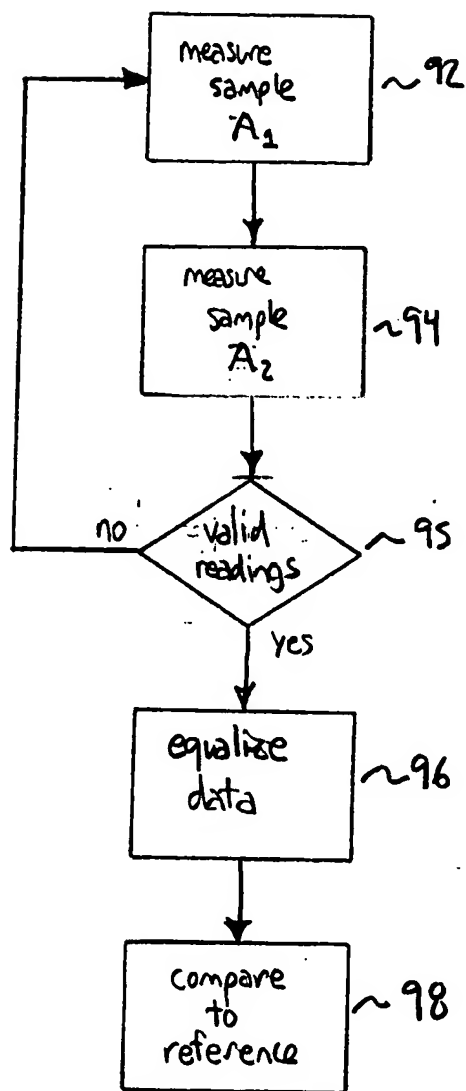 measure
sample
A₁
~92
measure
sample
A₂
~94
no
valid
readings
~95
yes
equalize
data
~96
compare
to
reference
~98